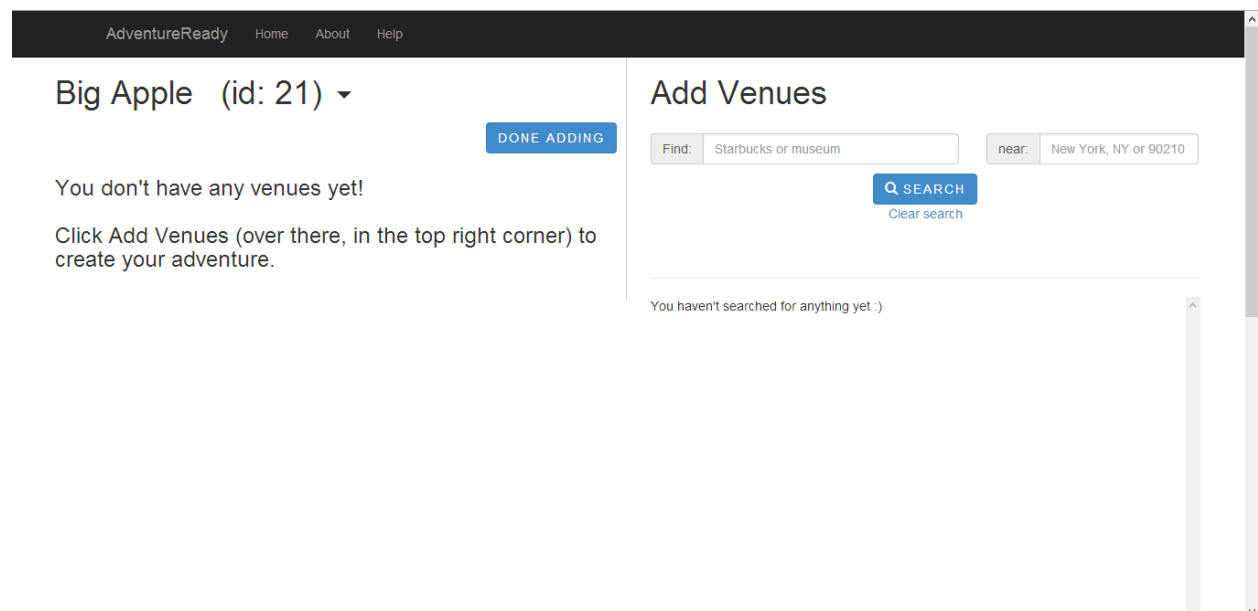 AdventureReady Home About Help
Big Apple (id: 21)
DONE ADDING
You don't have any venues yet!
Click Add Venues (over there, in the top right corner) to
create your adventure.
Add Venues
Find: Starbucks or museum near: New York, NY or 90210
SEARCH
Clear search
You haven't searched for anything yet :)